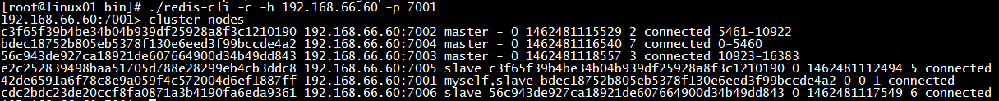 [root@linux01 bin]# ./redis-cli -c -h 192.168.66.60 -p 7001
192.168.66.60:7001> cluster nodes
c3f65f39b4be34b04b939df25928a8f3c1210190 192.168.66.60:7002 master - 0 1462481115529 2 connected 5461-10922
bdec18752b805eb5378f130e6eed3f99bccde4a2 192.168.66.60:7004 master - 0 1462481116540 7 connected 0-5460
56c943de927ca18921de607664900d34b49dd843 192.168.66.60:7003 master - 0 1462481118557 3 connected 10923-16383
e2c252839498baa51705d788e28299eb4cb3ddc8 192.168.66.60:7005 slave c3f65f39b4be34b04b939df25928a8f3c1210190 0 1462481112494 5 connected
42de6591a6f78c8e9a059f4c572004d6ef1887ff 192.168.66.60:7001 myself,slave bdec18752b805eb5378f130e6eed3f99bccde4a2 0 0 1 connected
cdc2bdc23de20ccf8fa0871a3b4190fa6eda9361 192.168.66.60:7006 slave 56c943de927ca18921de607664900d34b49dd843 0 1462481117549 6 connected